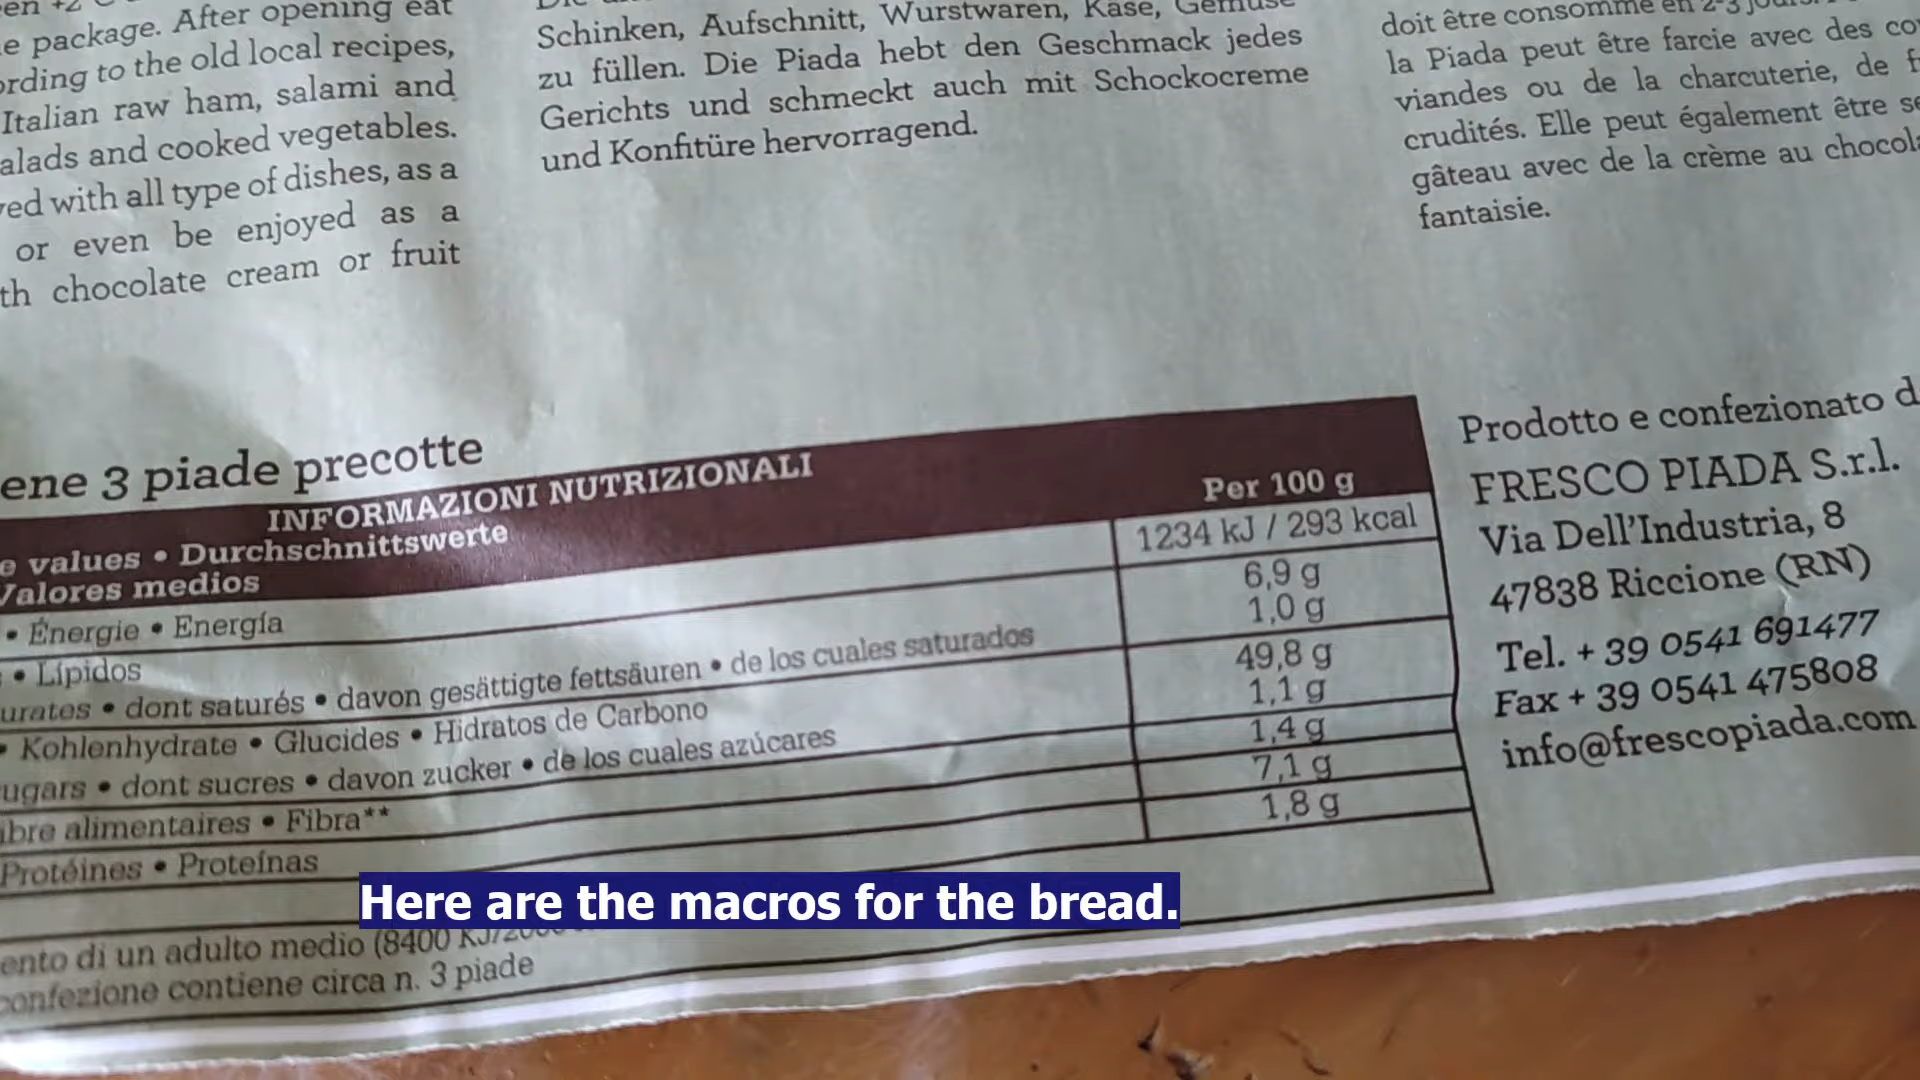 e package. After opening eat
ording to the old local recipes,
Italian raw ham, salami and
alads and cooked vegetables.
ed with all type of dishes, as a
or even be enjoyed as a
th chocolate cream or fruit
Schinken, Aufschnitt, Wurstwaren, Käse, Gemüse
zu füllen. Die Piada hebt den Geschmack jedes
Gerichts und schmeckt auch mit Schockocreme
und Konfitüre hervorragend.
doit être consommé en 2-3
la Piada peut être farcie avec des co
viandes ou de la charcuterie, de f
crudités. Elle peut également être se
gâteau avec de la crème au chocola
fantaisie.
ene 3 piade precotte
INFORMAZIONI NUTRIZIONALI
Per 100 g
e values • Durchschnittswerte
Valores medios
• Énergie • Energía 1234 kJ / 293 kcal
• Lípidos 6,9 g
urates • dont saturés • davon gesättigte fettsäuren • de los cuales saturados 1,0 g
• Kohlenhydrate • Glucides • Hidratos de Carbono 49,8 g
ugars • dont sucres • davon zucker • de los cuales azúcares 1,1 g
ibre alimentaires • Fibra** 1,4 g
Protéines • Proteínas 7,1 g
1,8 g
ento di un adulto medio (8400 KJ/20
confezione contiene circa n. 3 piade
Prodotto e confezionato d
FRESCO PIADA S.r.l.
Via Dell'Industria, 8
47838 Riccione (RN)
Tel. + 39 0541 691477
Fax + 39 0541 475808
info@frescopiada.com
Here are the macros for the bread.